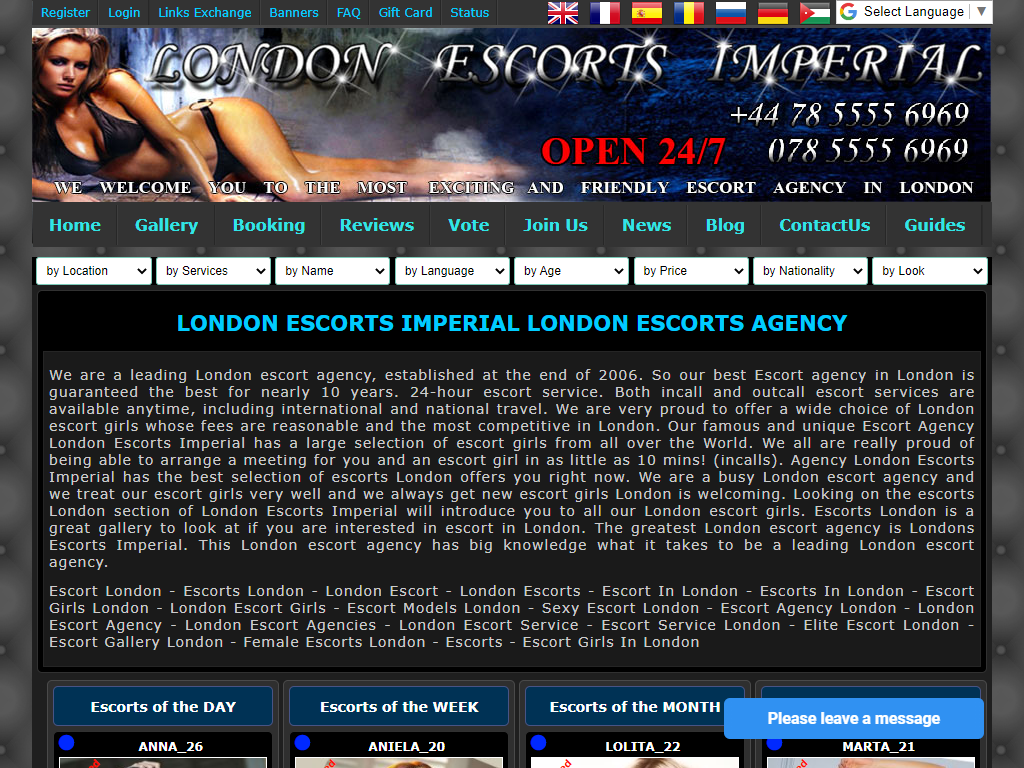 Register Login Links Exchange Banners FAQ Gift Card Status Select Language ▼
LONDON ESCORTS IMPERIAL
+44 78 5555 6969
OPEN 24/7 078 5555 6969
WE WELCOME YOU TO THE MOST EXCITING AND FRIENDLY ESCORT AGENCY IN LONDON
Home Gallery Booking Reviews Vote Join Us News Blog ContactUs Guides
by Location by Services by Name by Language by Age by Price by Nationality by Look
LONDON ESCORTS IMPERIAL LONDON ESCORTS AGENCY
We are a leading London escort agency, established at the end of 2006. So our best Escort agency in London is
guaranteed the best for nearly 10 years. 24-hour escort service. Both incall and outcall escort services are
available anytime, including international and national travel. We are very proud to offer a wide choice of London
escort girls whose fees are reasonable and the most competitive in London. Our famous and unique Escort Agency
London Escorts Imperial has a large selection of escort girls from all over the World. We all are really proud of
being able to arrange a meeting for you and an escort girl in as little as 10 mins! (incalls). Agency London Escorts
Imperial has the best selection of escorts London offers you right now. We are a busy London escort agency and
we treat our escort girls very well and we always get new escort girls London is welcoming. Looking on the escorts
London section of London Escorts Imperial will introduce you to all our London escort girls. Escorts London is a
great gallery to look at if you are interested in escort in London. The greatest London escort agency is Londons
Escorts Imperial. This London escort agency has big knowledge what it takes to be a leading London escort
agency.
Escort London - Escorts London - London Escort - London Escorts - Escort In London - Escorts In London - Escort
Girls London - London Escort Girls - Escort Models London - Sexy Escort London - Escort Agency London - London
Escort Agency - London Escort Agencies - London Escort Service - Escort Service London - Elite Escort London -
Escort Gallery London - Female Escorts London - Escorts - Escort Girls In London
Escorts of the DAY Escorts of the WEEK Escorts of the MONTH
Please leave a message
ANNA_26 ANIELA_20 LOLITA_22 MARTA_21